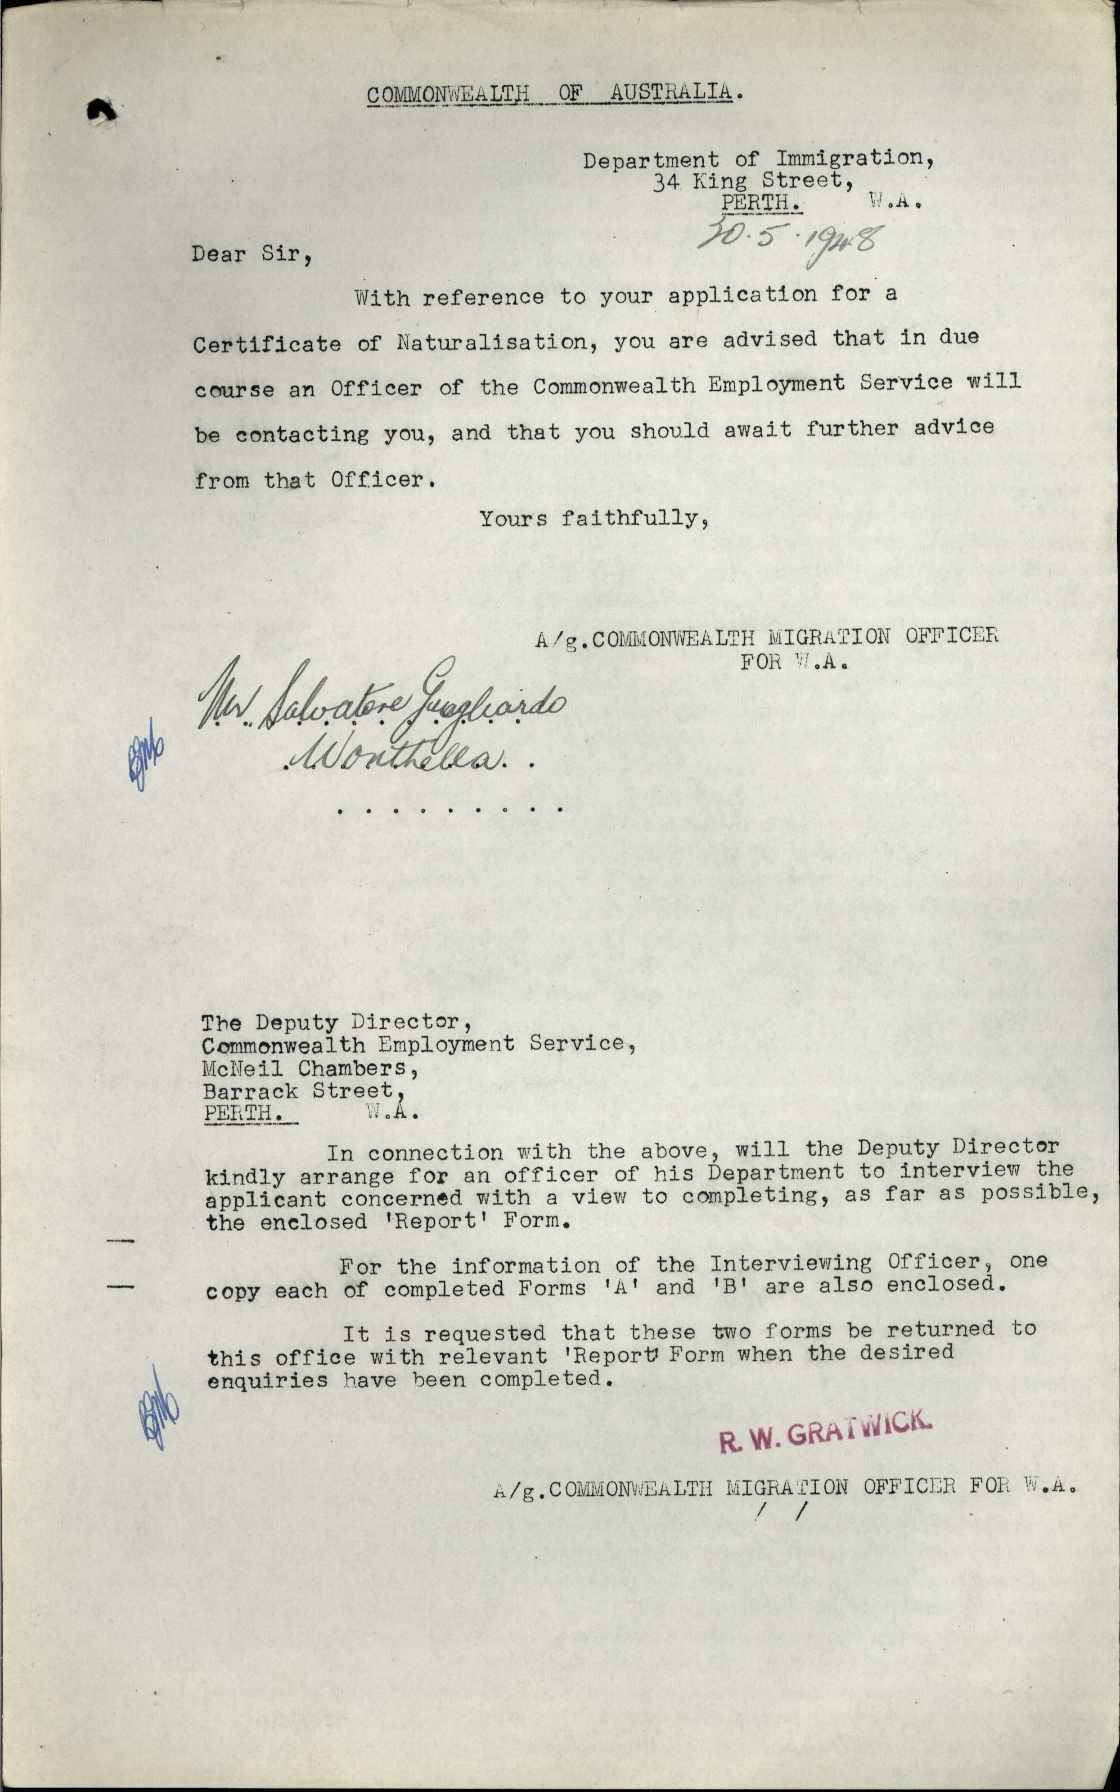 COMMONWEALTH OF AUSTRALIA.
Department of Immigration,
34 King Street,
PERTH. W.A.
30.5.1948
Dear Sir,
With reference to your application for a
Certificate of Naturalisation, you are advised that in due
course an Officer of the Commonwealth Employment Service will
be contacting you, and that you should await further advice
from that Officer.
Yours faithfully,
A/g.COMMONWEALTH MIGRATION OFFICER
FOR W.A.
Mr. Salvatore Guagliardo
Wonthella.
. . . . . . . . .
The Deputy Director,
Commonwealth Employment Service,
McNeil Chambers,
Barrack Street,
PERTH. W.A.
In connection with the above, will the Deputy Director
kindly arrange for an officer of his Department to interview the
applicant concerned with a view to completing, as far as possible,
the enclosed 'Report' Form.
For the information of the Interviewing Officer, one
copy each of completed Forms 'A' and 'B' are also enclosed.
It is requested that these two forms be returned to
this office with relevant 'Report' Form when the desired
enquiries have been completed.
R. W. GRATWICK.
A/g.COMMONWEALTH MIGRATION OFFICER FOR W.A.
/ /